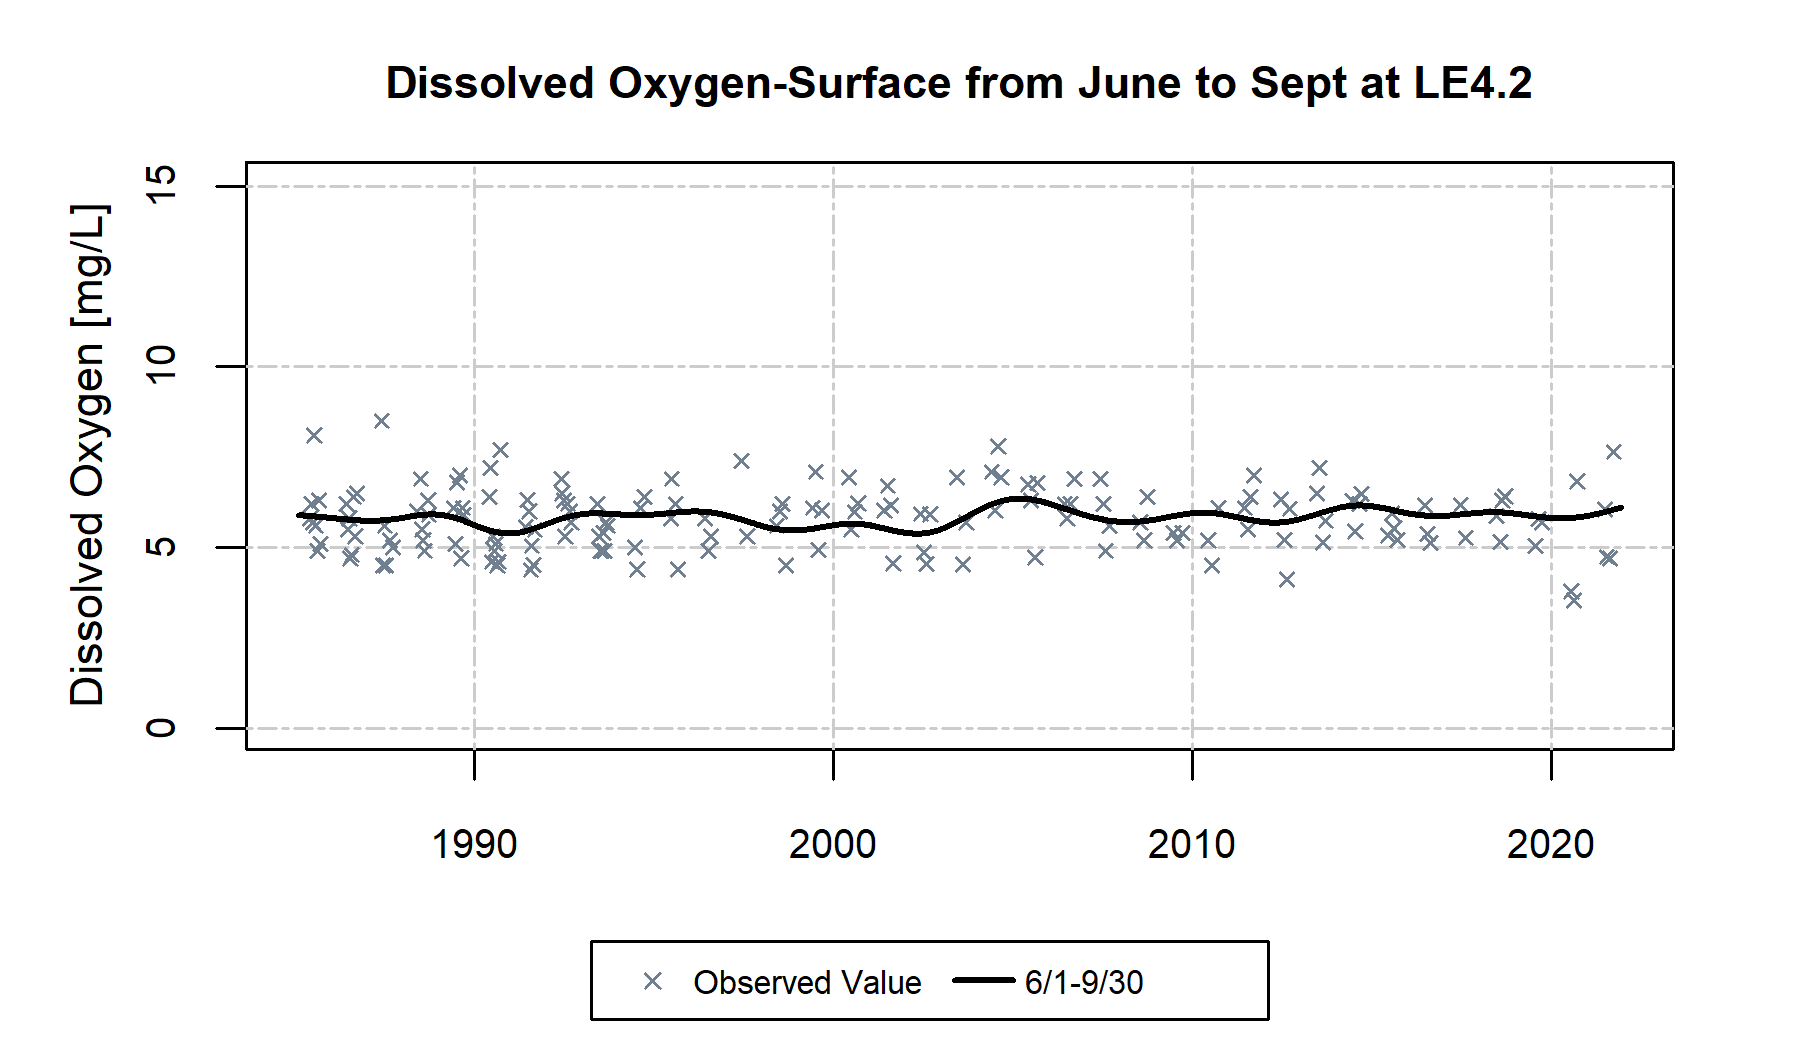 Dissolved Oxygen-Surface from June to Sept at LE4.2
Dissolved Oxygen [mg/L]
15
10
5
0
1990 2000 2010 2020
Observed Value 6/1-9/30